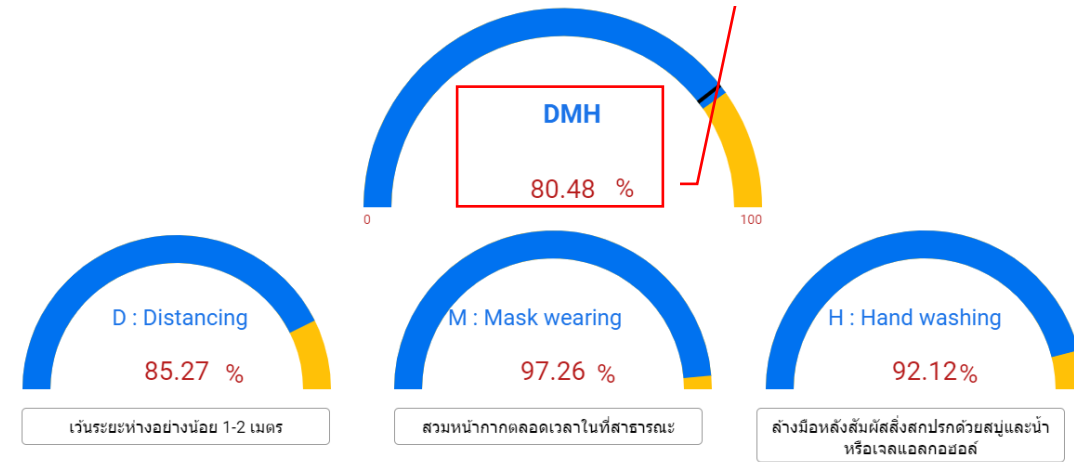 DMH
80.48 %
0
100
D : Distancing
85.27 %
M : Mask wearing
97.26 %
H : Hand washing
92.12%
เว้นระยะห่างอย่างน้อย 1-2 เมตร
สวมหน้ากากตลอดเวลาในที่สาธารณะ
ล้างมือหลังสัมผัสสิ่งสกปรกด้วยสบู่และน้ำ
หรือเจลแอลกอฮอล์